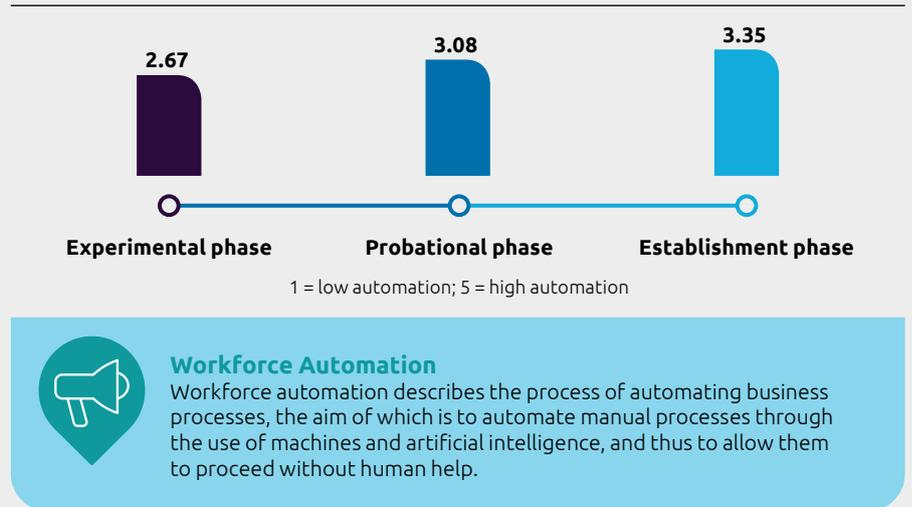 2.67
3.08
3.35
Experimental phase
Probational phase
Establishment phase
1 = low automation; 5 = high automation
Workforce Automation
Workforce automation describes the process of automating business
processes, the aim of which is to automate manual processes through
the use of machines and artificial intelligence, and thus to allow them
to proceed without human help.